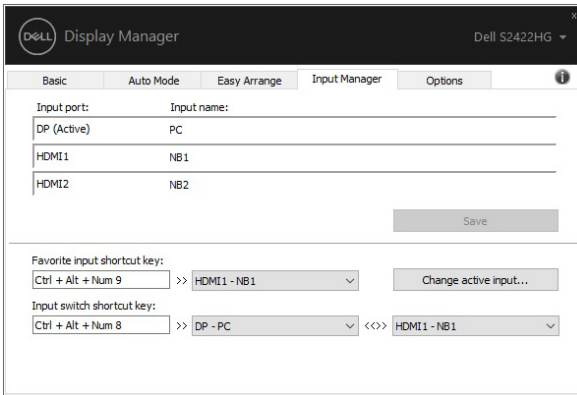 DELL Display Manager Dell S2422HG
Basic Auto Mode Easy Arrange Input Manager Options
Input port: Input name:
DP (Active) PC
HDMI1 NB1
HDMI2 NB2
Save
Favorite input shortcut key:
Ctrl + Alt + Num 9 >> HDMI1 - NB1 Change active input...
Input switch shortcut key:
Ctrl + Alt + Num 8 >> DP - PC <<>> HDMI1 - NB1